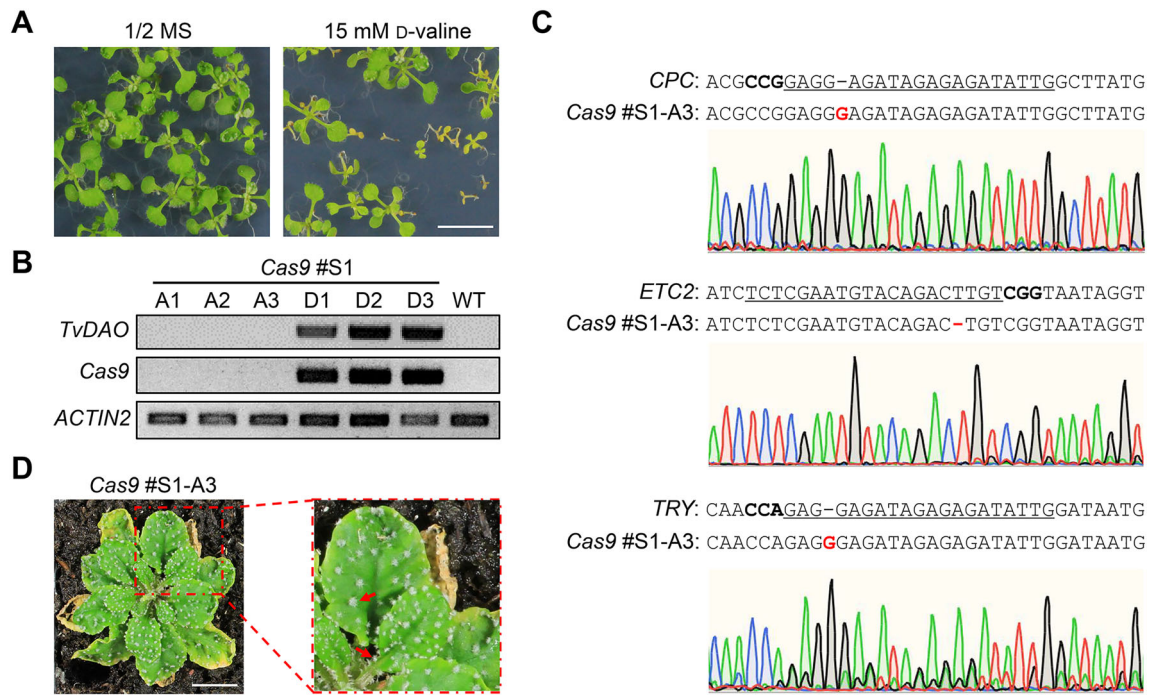 A
1/2 MS
15 mM D-valine
B
Cas9 #S1
A1 A2 A3 D1 D2 D3 WT
TvDAO
Cas9
ACTIN2
C
CPC: ACGCCGGAGG-AGATAGAGAGATATTGGCTTATG
Cas9 #S1-A3: ACGCCGGAGGGAGATAGAGAGATATTGGCTTATG
ETC2: ATCTCTCGAATGTACAGACTTGTCGGTAATAGGT
Cas9 #S1-A3: ATCTCTCGAATGTACAGAC-TGTCGGTAATAGGT
TRY: CAACCAGAG-GAGATAGAGAGATATTGGATAATG
Cas9 #S1-A3: CAACCAGAGGGAGATAGAGAGATATTGGATAATG
D
Cas9 #S1-A3